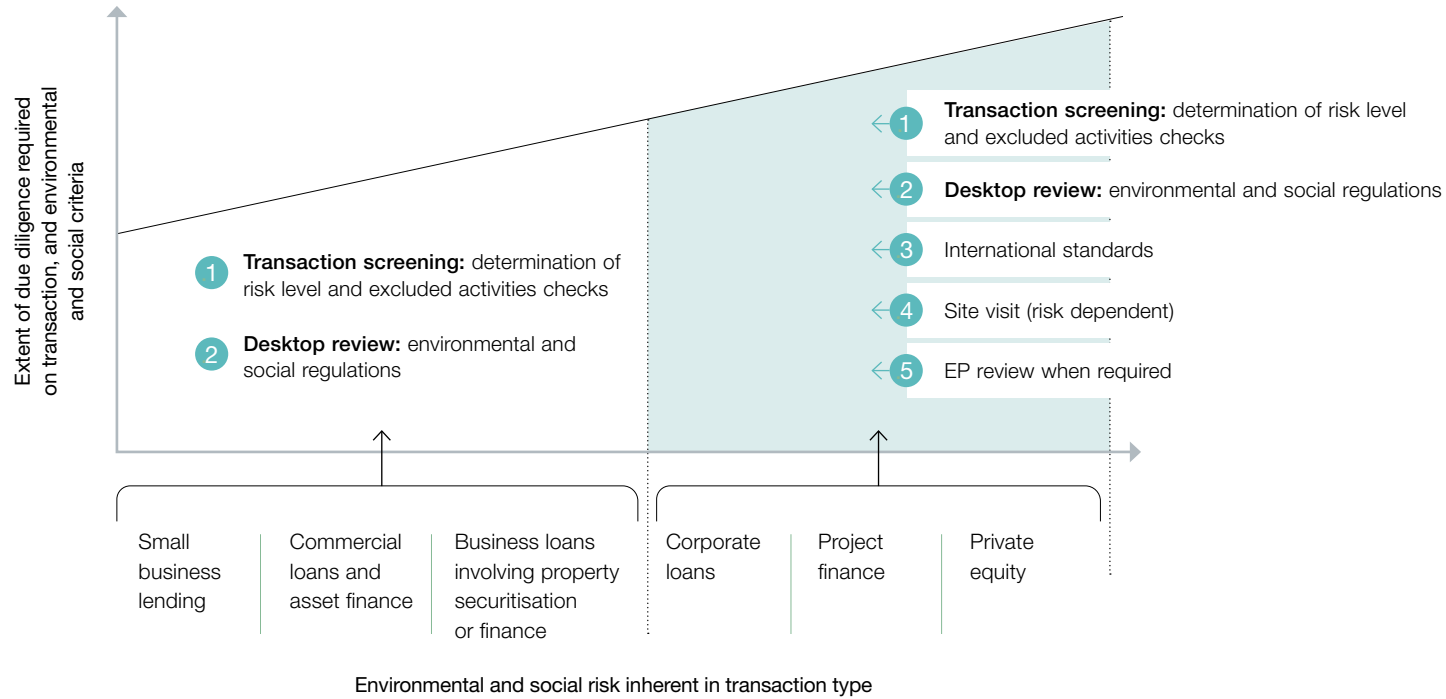 Extent of due diligence required
on transaction, and environmental
and social criteria
1
Transaction screening: determination of
risk level and excluded activities checks
2
Desktop review: environmental and
social regulations
1
Transaction screening: determination of risk level
and excluded activities checks
2
Desktop review: environmental and social regulations
3
International standards
4
Site visit (risk dependent)
5
EP review when required
Small
business
lending
Commercial
loans and
asset finance
Business loans
involving property
securitisation
or finance
Corporate
loans
Project
finance
Private
equity
Environmental and social risk inherent in transaction type